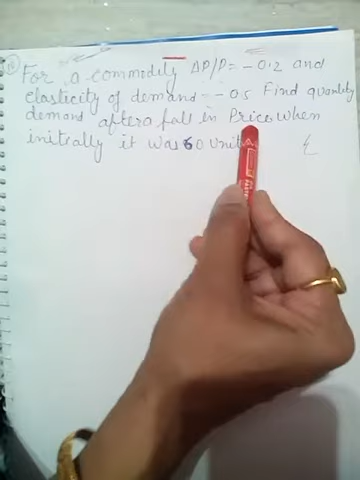 For a commodity ΔP/P = -0.2 and
elasticity of demand = -0.5 Find quantity
demand after a fall in Price when
initeally it was 60 Units